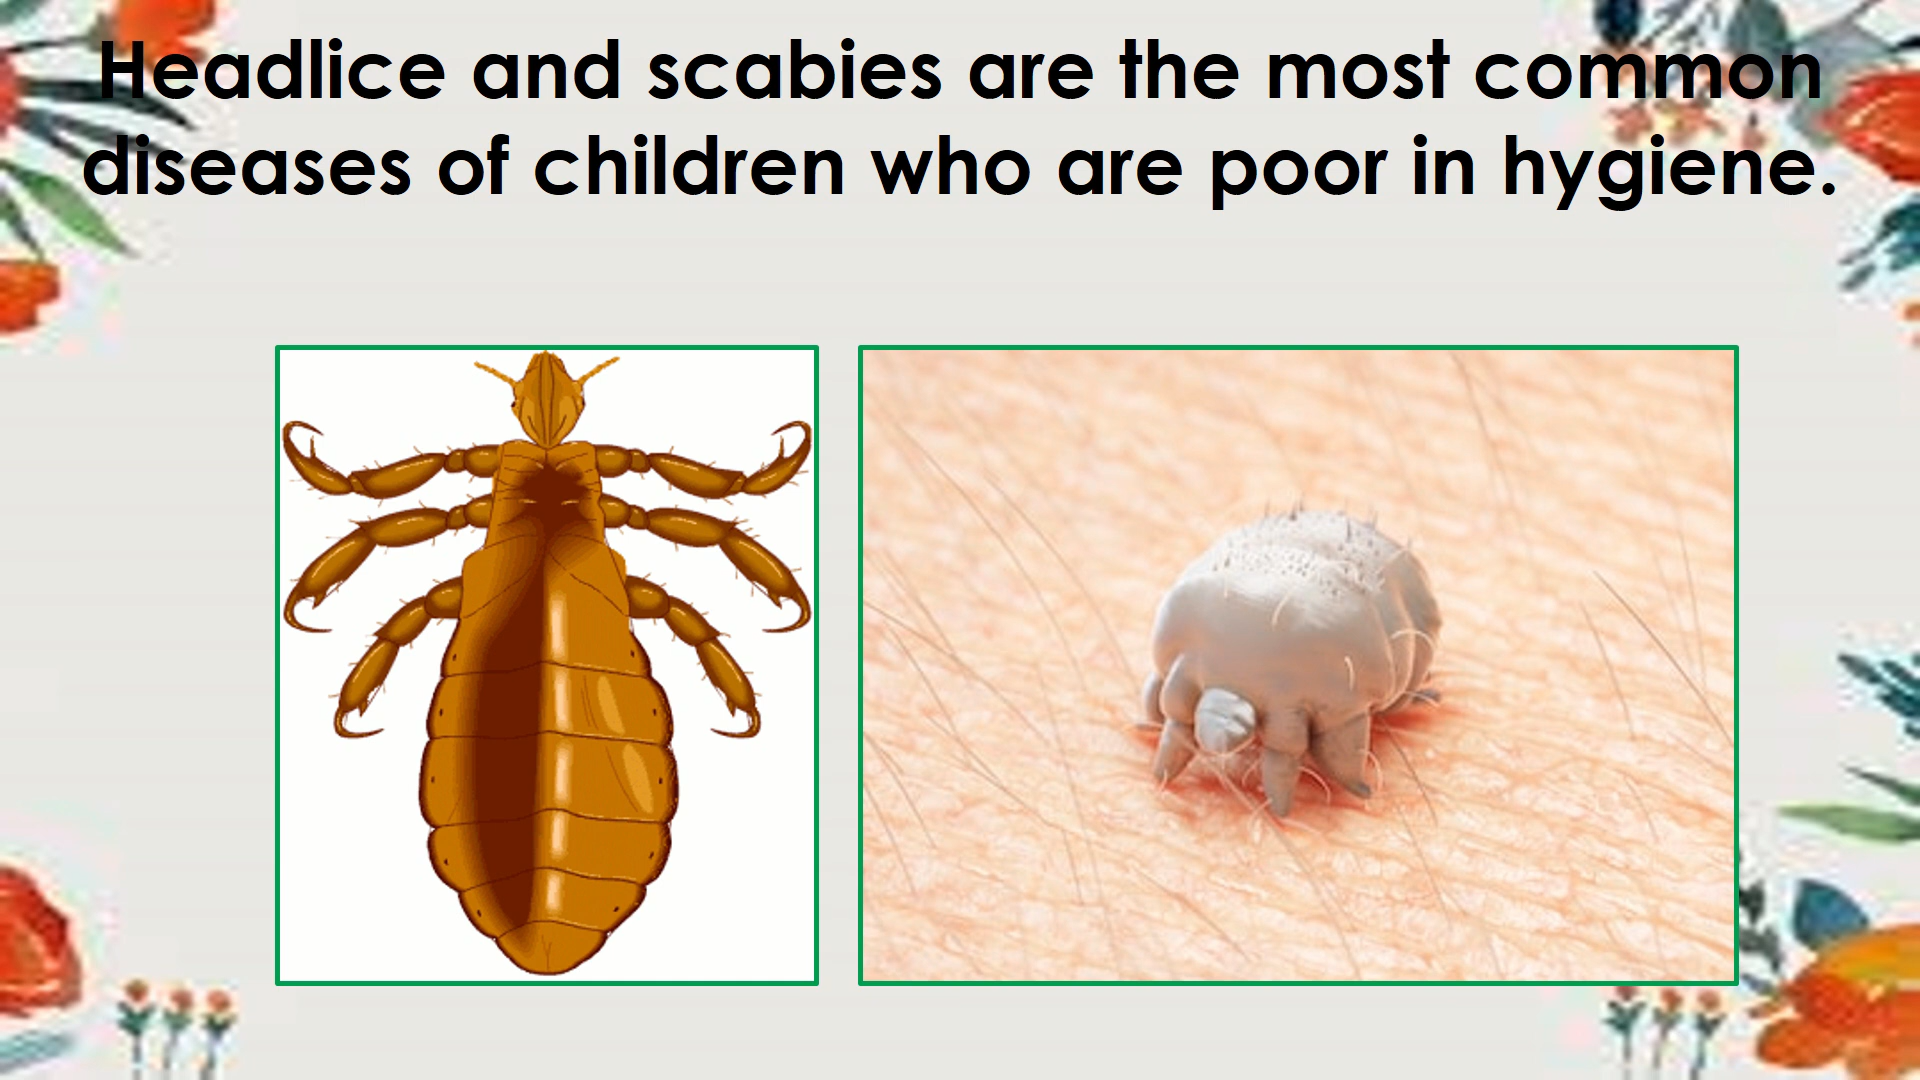 Headlice and scabies are the most common
diseases of children who are poor in hygiene.